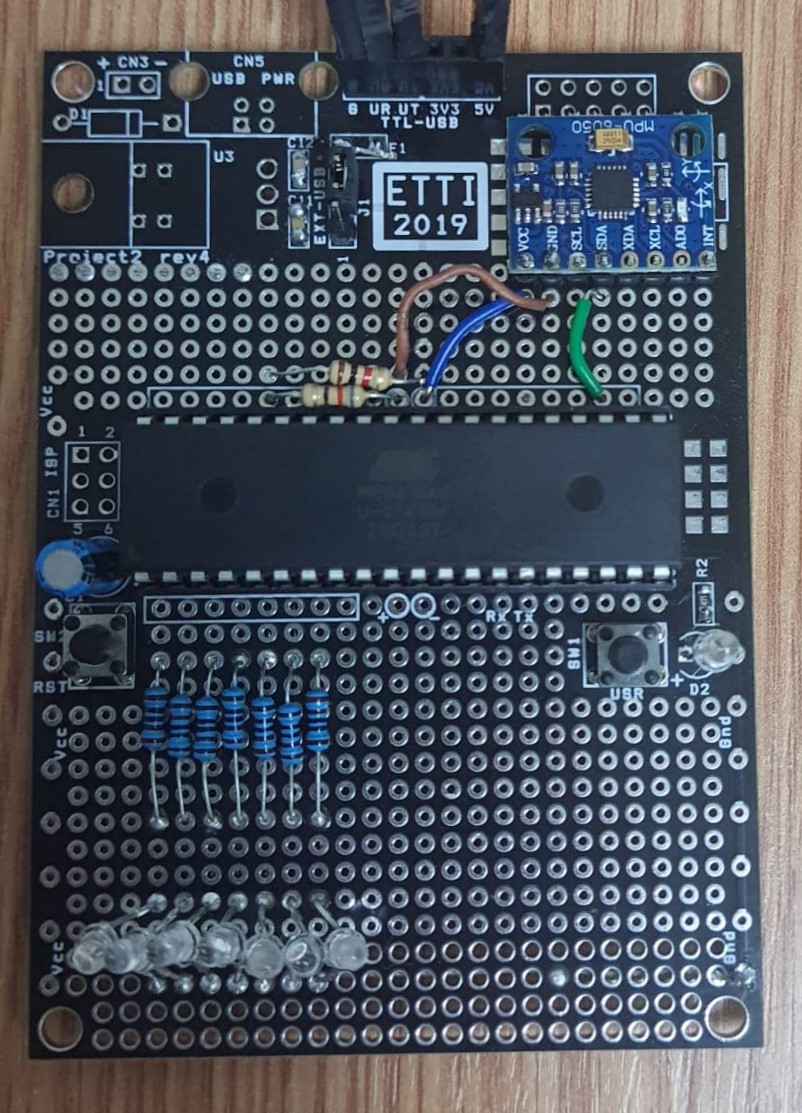 + CN3 -
1
CN5
USB PWR
D1
G UR UT 3V3 5V
TTL-USB
U3
C12
F1
EXT-USB
J1
1
ETTI
2019
MPU-6050
Y
X
VCC GND SCL SDA XDA XCL AD0 INT
Project2 rev4
Vcc
1 2
CN1 ISP
5 6
R2
+ -
Rx Tx
SW2
RST
SW1
USR
+
D2
Vcc
Gnd
Vcc
Gnd